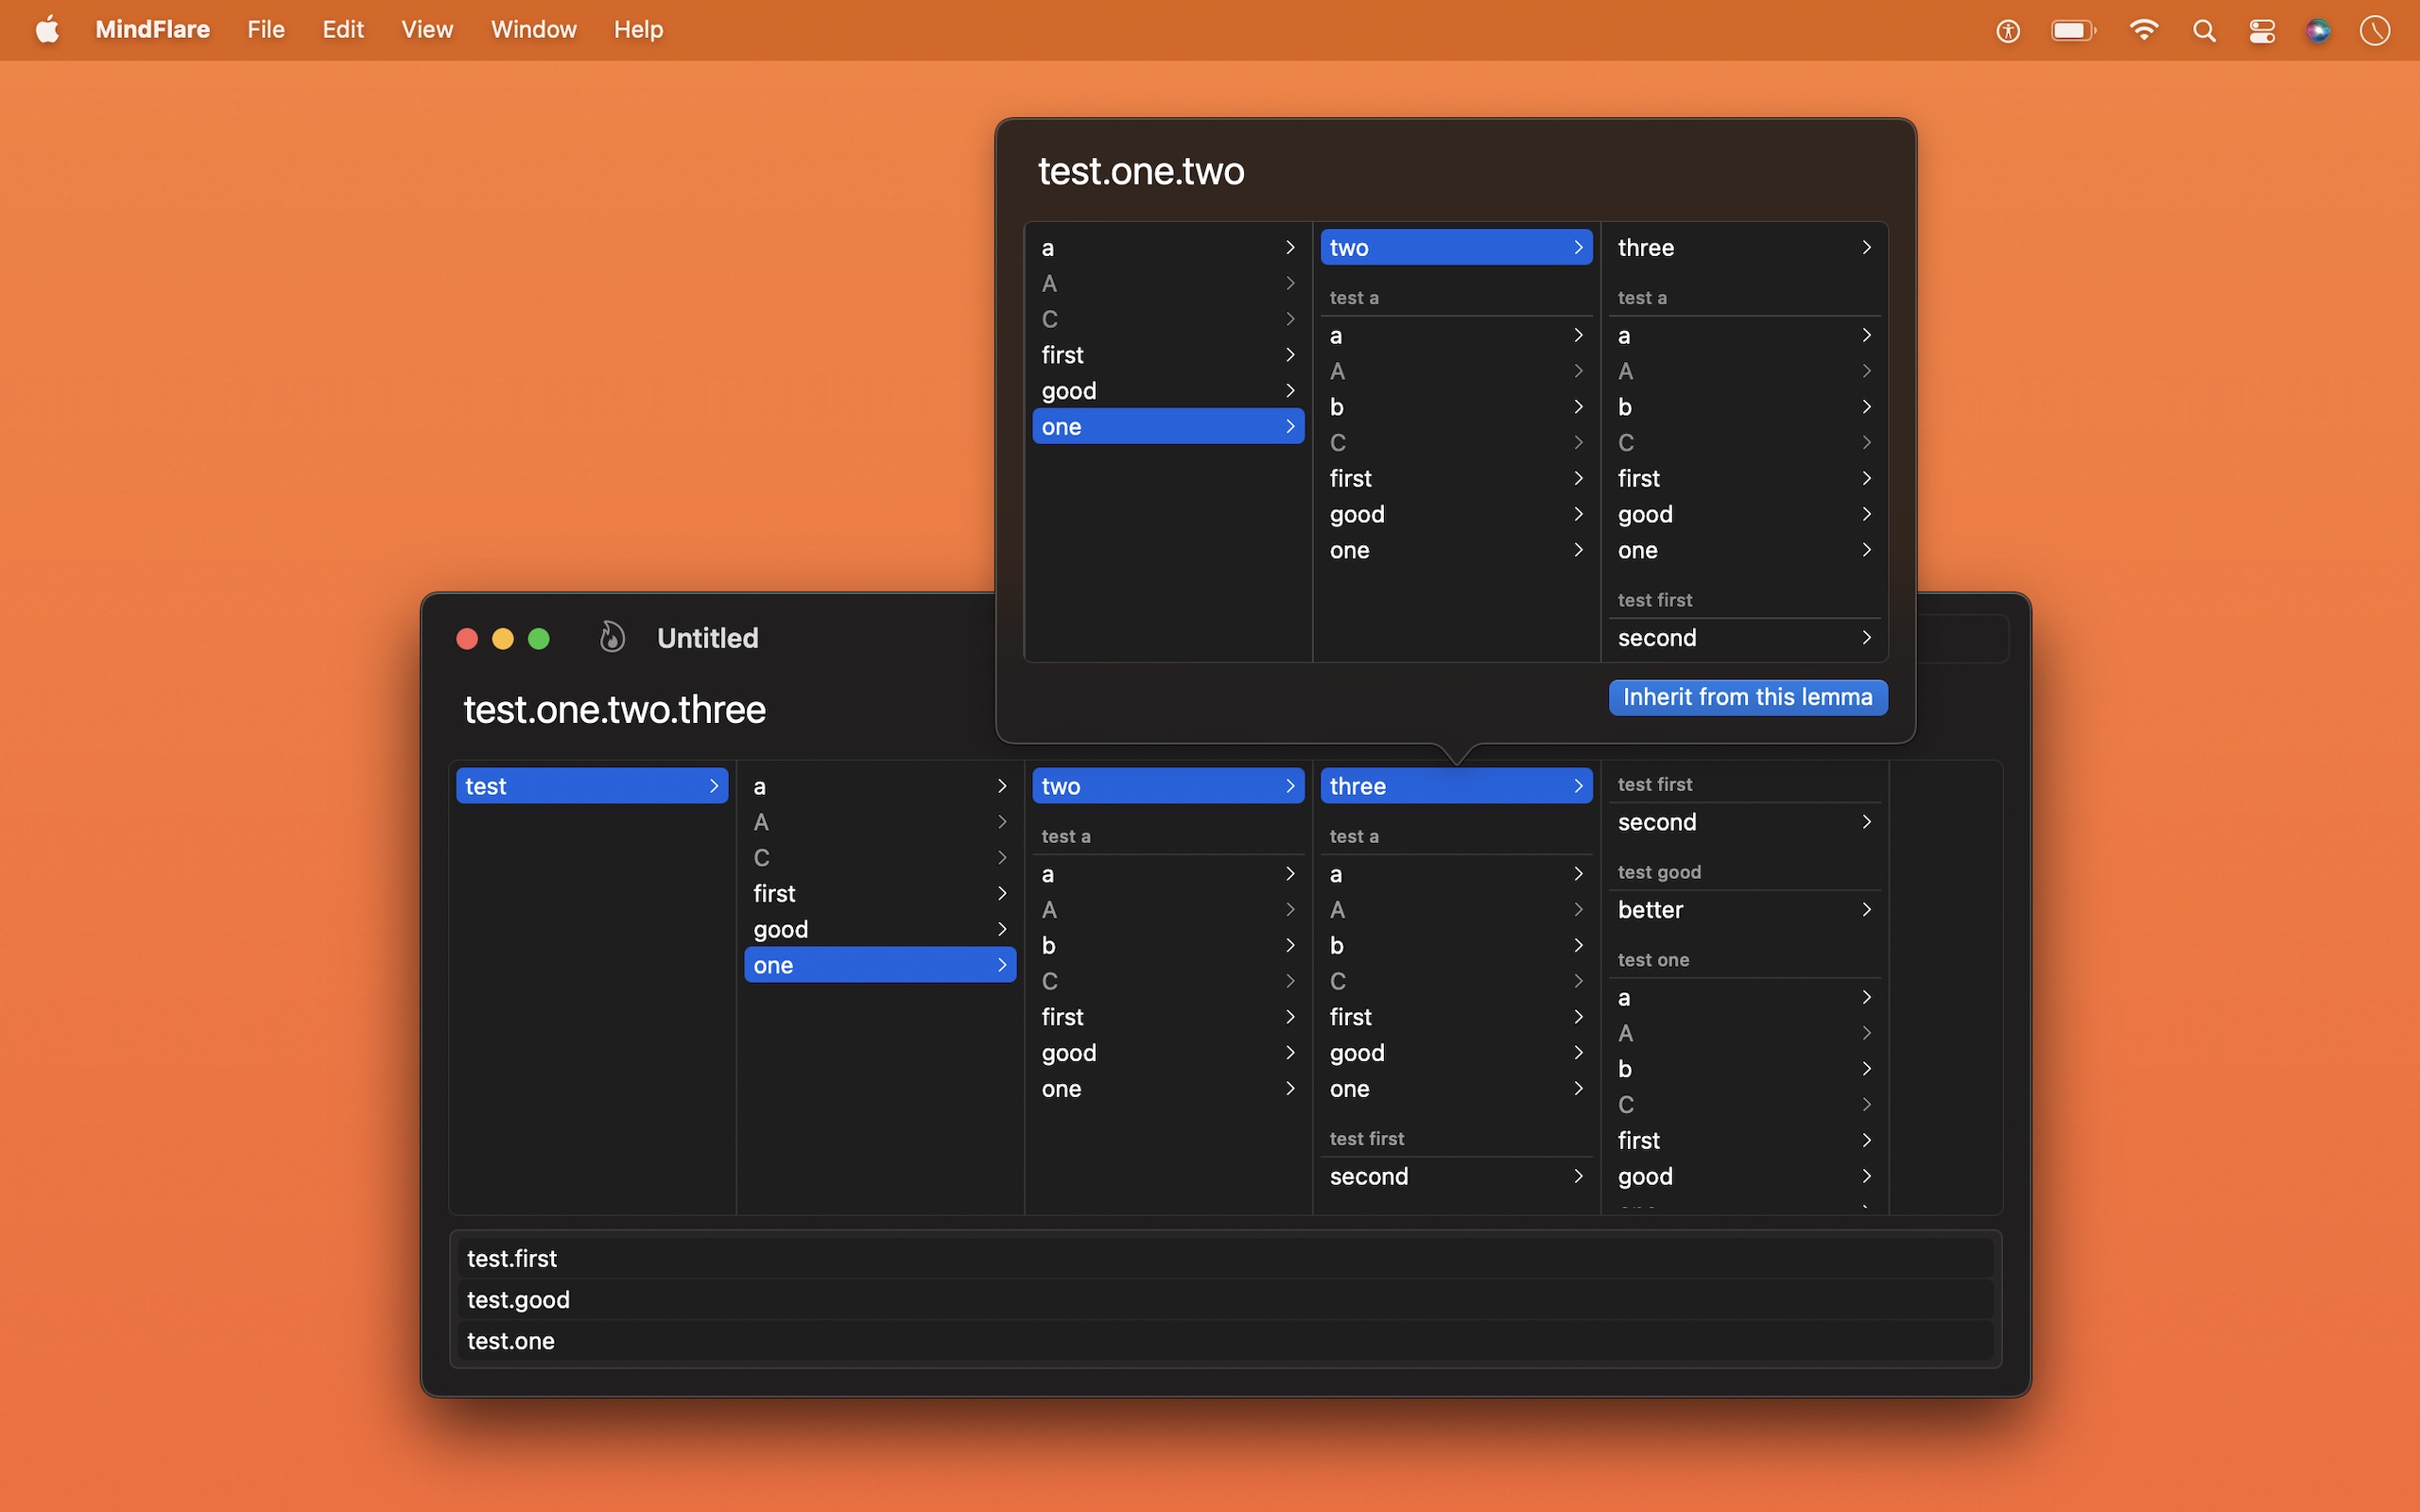 MindFlare File Edit View Window Help
test.one.two
a
A
C
first
good
one
two
test a
a
A
b
C
first
good
one
three
test a
a
A
b
C
first
good
one
test first
second
Inherit from this lemma
Untitled
test.one.two.three
test
a
A
C
first
good
one
two
test a
a
A
b
C
first
good
one
three
test a
a
A
b
C
first
good
one
test first
second
test first
second
test good
better
test one
a
A
b
C
first
good
test.first
test.good
test.one